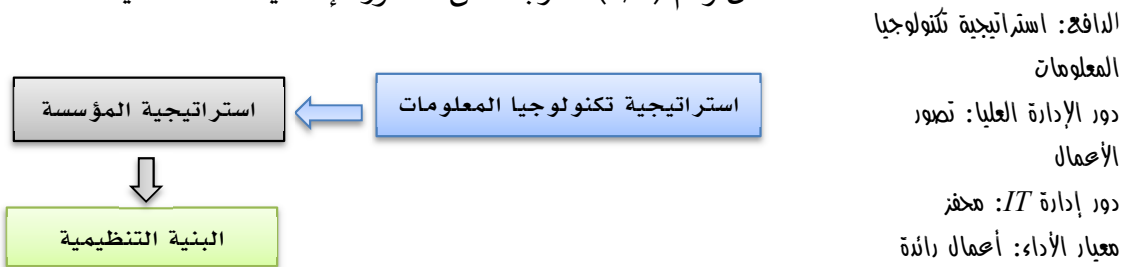 الدافع: استراتيجية تكنولوجيا
المعلومات
دور الإدارة العليا: تصور
الأعمال
دور إدارة IT: محفز
معيار الأداء: أعمال رائدة
استراتيجية تكنولوجيا المعلومات
استراتيجية المؤسسة
البنية التنظيمية